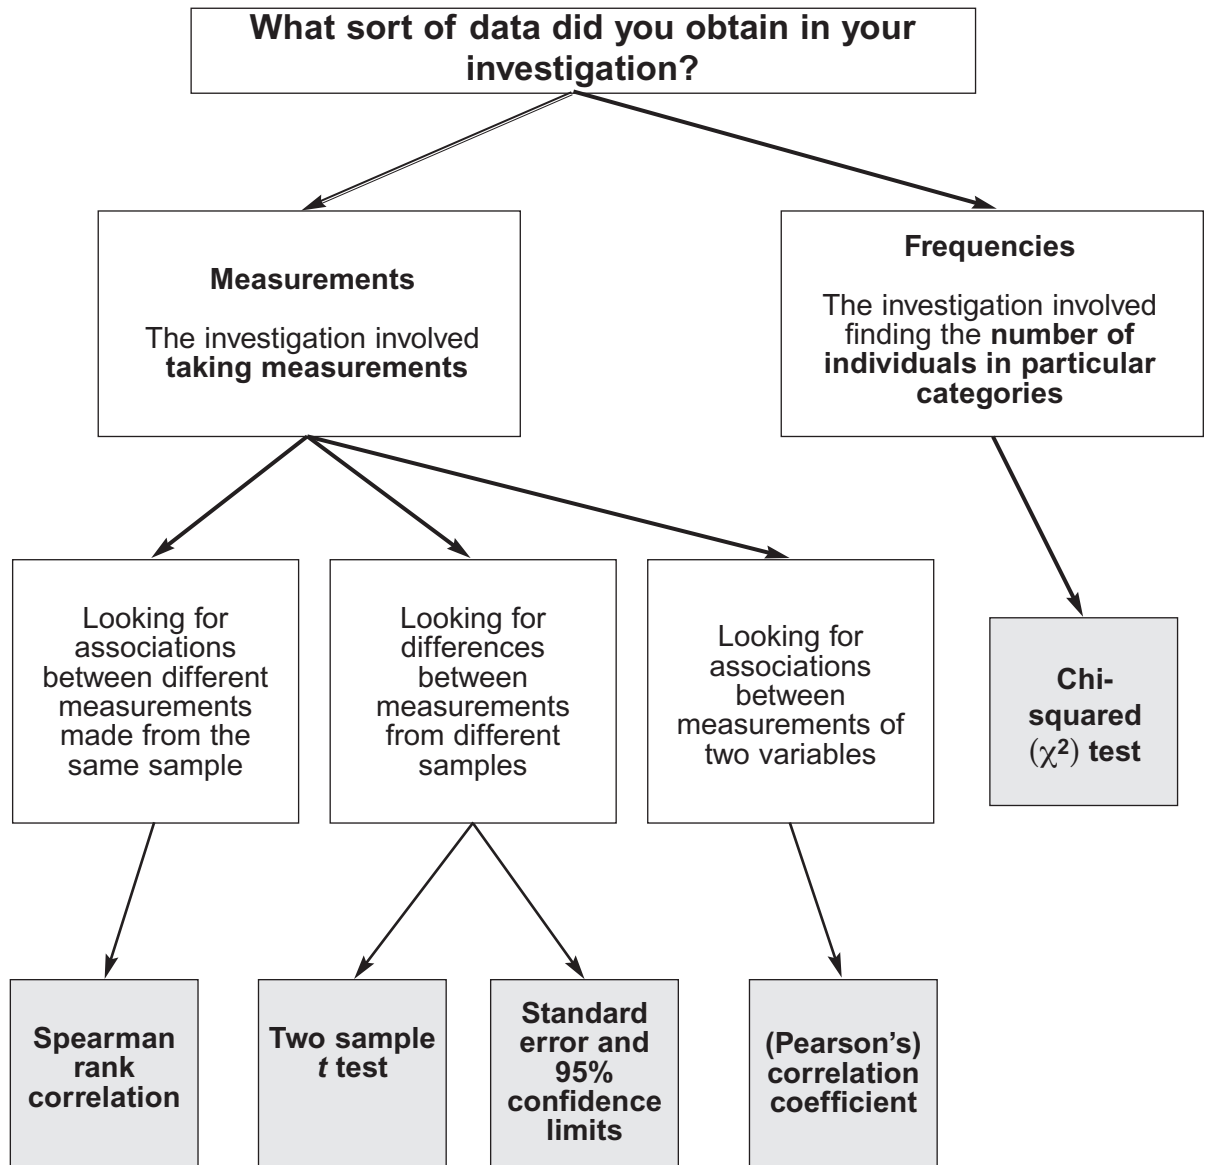 What sort of data did you obtain in your
investigation?
Measurements
The investigation involved
taking measurements
Frequencies
The investigation involved
finding the number of
individuals in particular
categories
Looking for
associations
between different
measurements
made from the
same sample
Looking for
differences
between
measurements
from different
samples
Looking for
associations
between
measurements of
two variables
Chi-
squared
(χ²) test
Spearman
rank
correlation
Two sample
t test
Standard
error and
95%
confidence
limits
(Pearson's)
correlation
coefficient